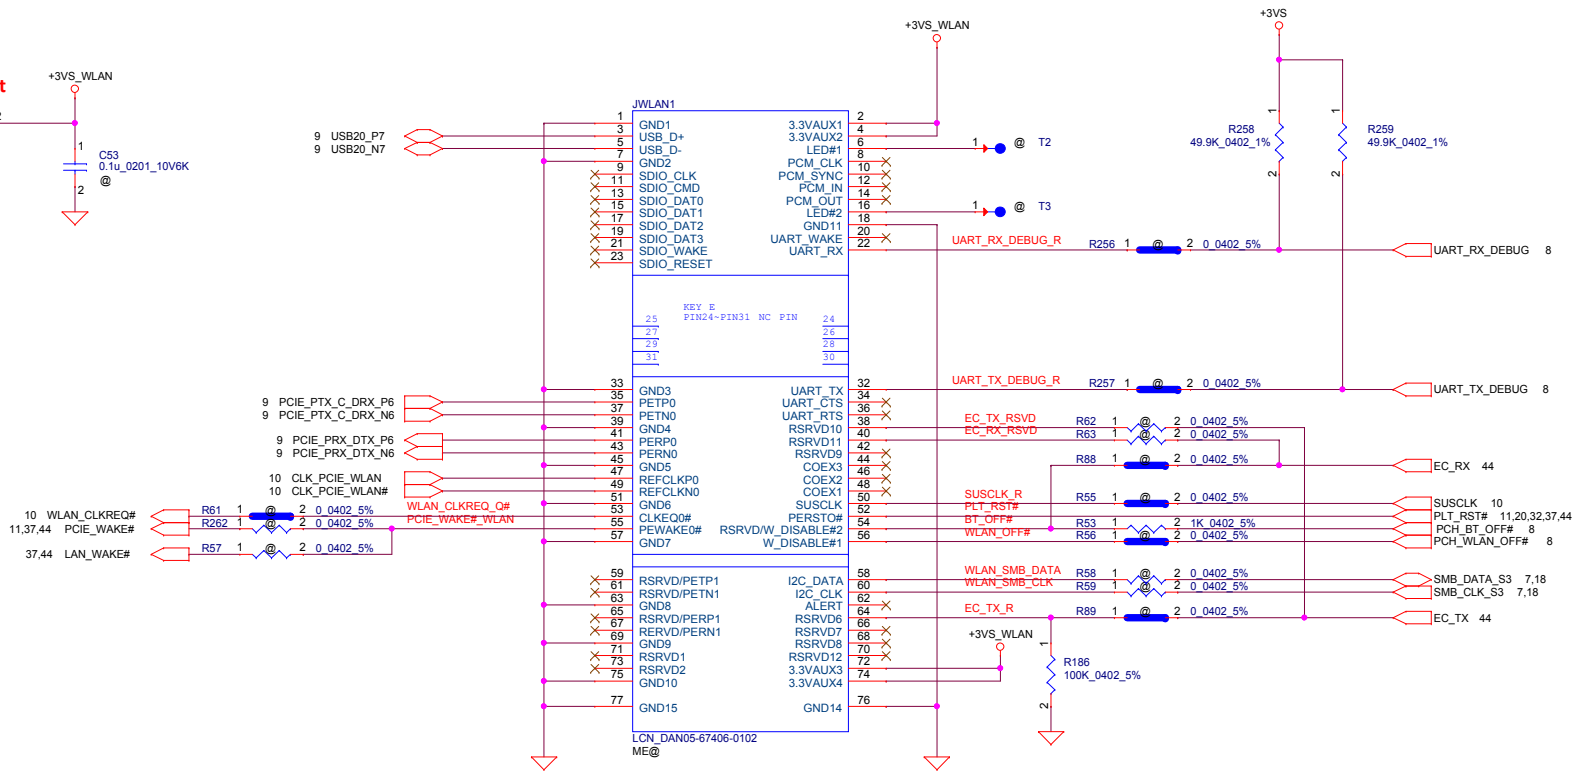 +3VS
+3VS_WLAN
t
+3VS_WLAN
2
JWLAN1
1
C53
0.1u_0201_10V6K
@
2
9 USB20_P7
9 USB20_N7
1 GND1
3 USB_D+
5 USB_D-
7 GND2
9 SDIO_CLK
11 SDIO_CMD
13 SDIO_DAT0
15 SDIO_DAT1
17 SDIO_DAT2
19 SDIO_DAT3
21 SDIO_WAKE
23 SDIO_RESET
3.3VAUX1 2
3.3VAUX2 4
LED#1 6
PCM_CLK 8
PCM_SYNC 10
PCM_IN 12
PCM_OUT 14
LED#2 16
GND11 18
UART_WAKE 20
UART_RX 22
1 @ T2
1 @ T3
1 R258 49.9K_0402_1% 2
1 R259 49.9K_0402_1% 2
UART_RX_DEBUG_R R256 1 @ 2 0_0402_5% UART_RX_DEBUG 8
KEY E
PIN24~PIN31 NC PIN
25 24
27 26
29 28
31 30
33 GND3
35 PETP0
37 PETN0
39 GND4
41 PERP0
43 PERN0
45 GND5
47 REFCLKP0
49 REFCLKN0
51 GND6
53 CLKEQ0#
55 PEWAKE0#
57 GND7
UART_TX 32
UART_CTS 34
UART_RTS 36
RSRVD10 38
RSRVD11 40
RSRVD9 42
COEX3 44
COEX2 46
COEX1 48
SUSCLK 50
PERSTO# 52
RSRVD/W_DISABLE#2 54
W_DISABLE#1 56
9 PCIE_PTX_C_DRX_P6
9 PCIE_PTX_C_DRX_N6
9 PCIE_PRX_DTX_P6
9 PCIE_PRX_DTX_N6
10 CLK_PCIE_WLAN
10 CLK_PCIE_WLAN#
10 WLAN_CLKREQ# R61 1 @ 2 0_0402_5% WLAN_CLKREQ_Q#
11,37,44 PCIE_WAKE# R262 1 @ 2 0_0402_5% PCIE_WAKE#_WLAN
37,44 LAN_WAKE# R57 1 @ 2 0_0402_5%
UART_TX_DEBUG_R R257 1 @ 2 0_0402_5% UART_TX_DEBUG 8
EC_TX_RSVD R62 1 @ 2 0_0402_5%
EC_RX_RSVD R63 1 @ 2 0_0402_5%
R88 1 @ 2 0_0402_5% EC_RX 44
SUSCLK_R R55 1 @ 2 0_0402_5% SUSCLK 10
PLT_RST# PLT_RST# 11,20,32,37,44
BT_OFF# R53 1 2 1K_0402_5% PCH_BT_OFF# 8
WLAN_OFF# R56 1 @ 2 0_0402_5% PCH_WLAN_OFF# 8
59 RSRVD/PETP1
61 RSRVD/PETN1
63 GND8
65 RSRVD/PERP1
67 RERVD/PERN1
69 GND9
71 RSRVD1
73 RSRVD2
75 GND10
77 GND15
I2C_DATA 58
I2C_CLK 60
ALERT 62
RSRVD6 64
RSRVD7 66
RSRVD8 68
RSRVD12 70
3.3VAUX3 72
3.3VAUX4 74
GND14 76
WLAN_SMB_DATA R58 1 @ 2 0_0402_5% SMB_DATA_S3 7,18
WLAN_SMB_CLK R59 1 @ 2 0_0402_5% SMB_CLK_S3 7,18
EC_TX_R R89 1 @ 2 0_0402_5% EC_TX 44
+3VS_WLAN
1
R186
100K_0402_5%
2
LCN_DAN05-67406-0102
ME@